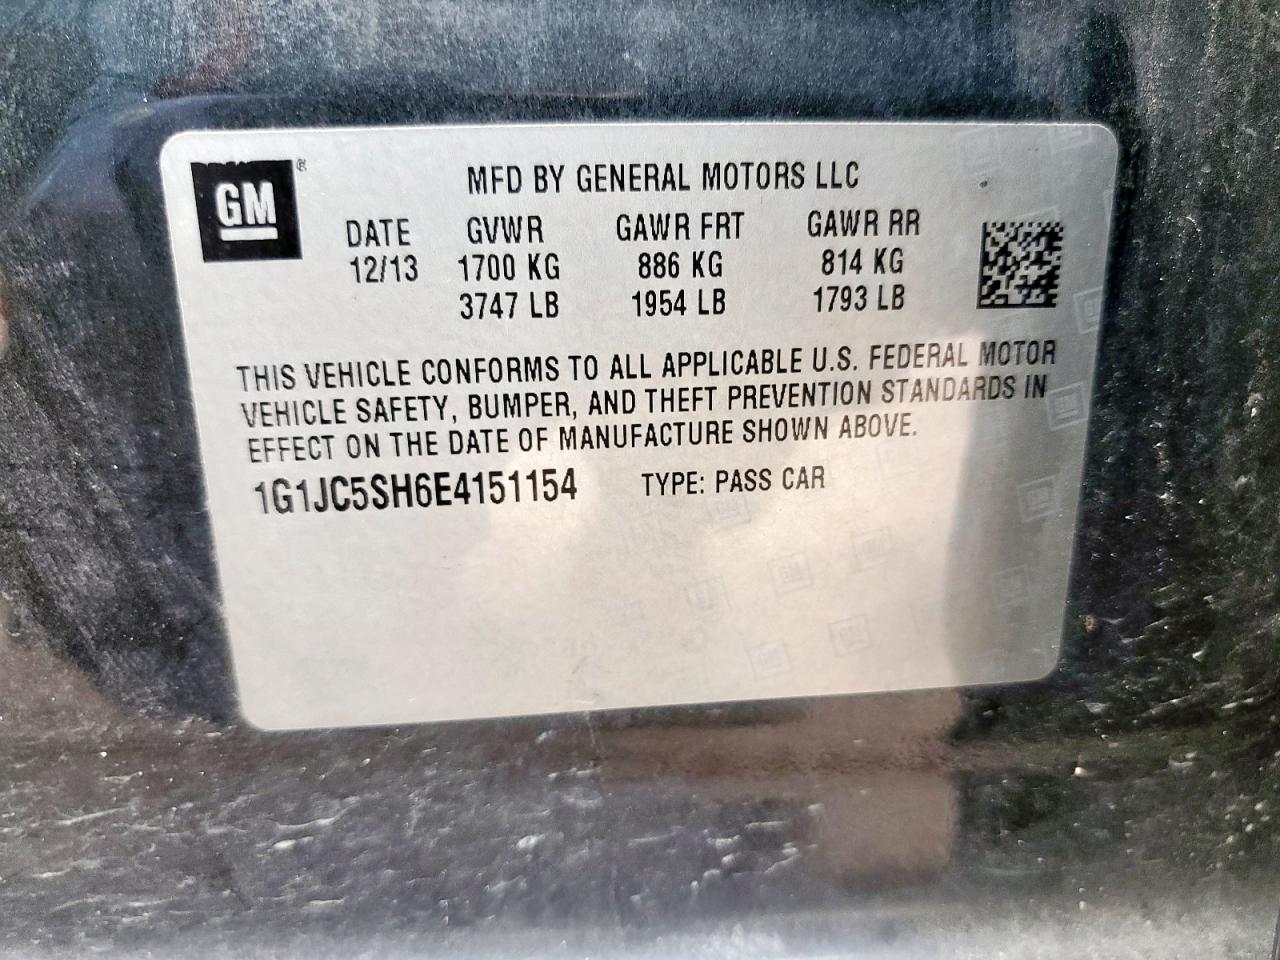 GM ®
MFD BY GENERAL MOTORS LLC
DATE GVWR GAWR FRT GAWR RR
12/13 1700 KG 886 KG 814 KG
3747 LB 1954 LB 1793 LB
THIS VEHICLE CONFORMS TO ALL APPLICABLE U.S. FEDERAL MOTOR
VEHICLE SAFETY, BUMPER, AND THEFT PREVENTION STANDARDS IN
EFFECT ON THE DATE OF MANUFACTURE SHOWN ABOVE.
1G1JC5SH6E4151154 TYPE: PASS CAR